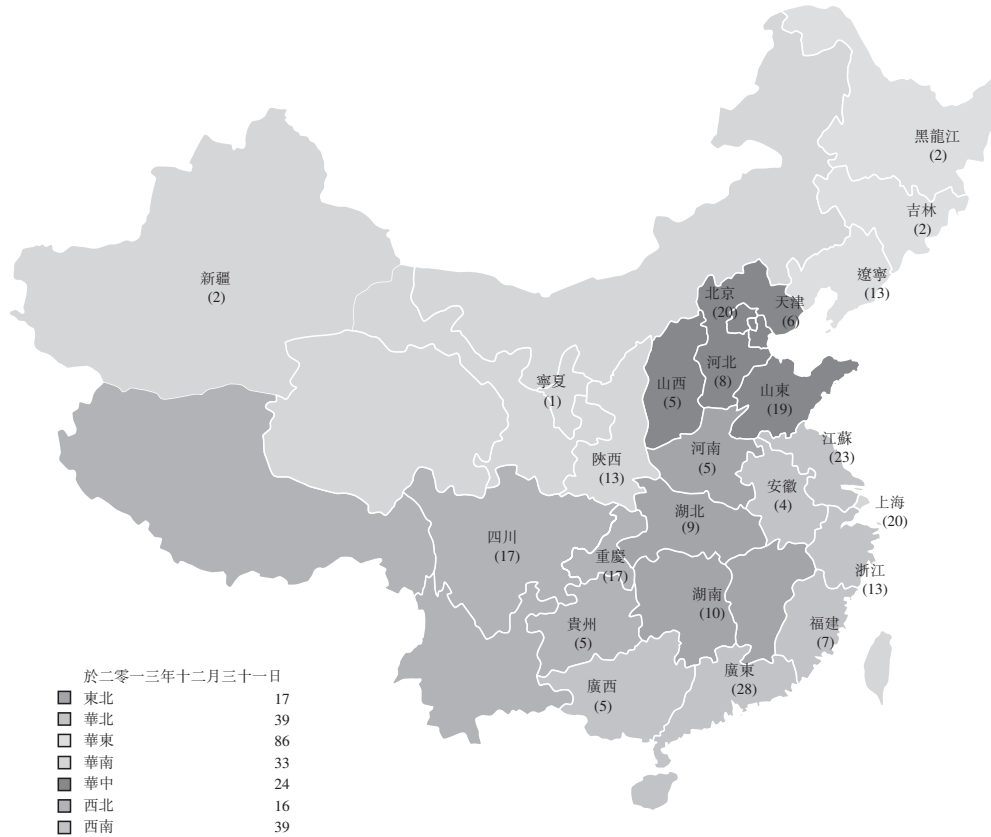 黑龍江
(2)
吉林
(2)
遼寧
(13)
新疆
(2)
北京
(20)
天津
(6)
河北
(8)
山西
(5)
山東
(19)
寧夏
(1)
陝西
(13)
河南
(5)
江蘇
(23)
安徽
(4)
上海
(20)
湖北
(9)
四川
(17)
重慶
(17)
浙江
(13)
湖南
(10)
貴州
(5)
福建
(7)
廣東
(28)
廣西
(5)
於二零一三年十二月三十一日
東北 17
華北 39
華東 86
華南 33
華中 24
西北 16
西南 39